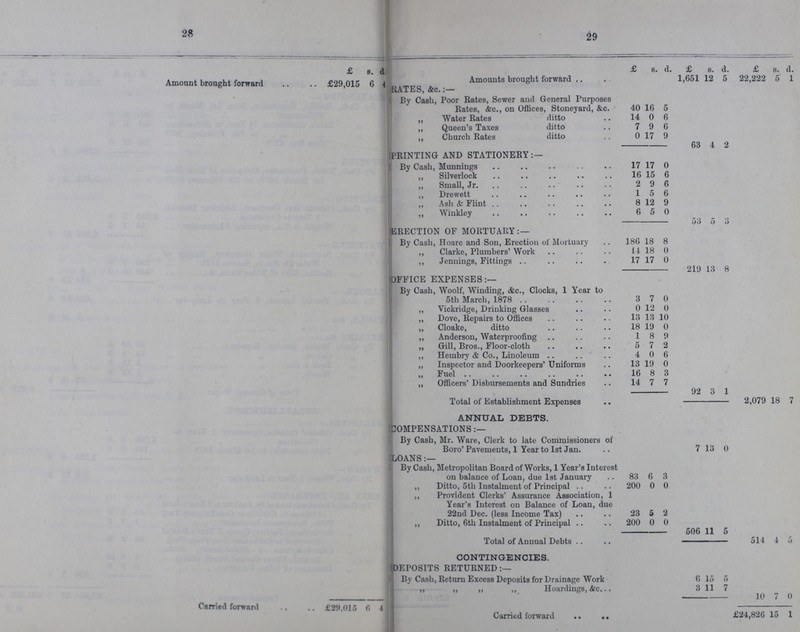 28
£ s. d.
Amount brought forward .. .. £29,015 6 4
Carried forward .. .. £29,015 6 4
29
£ s. d. £ s. d. £ s. d.
Amounts brought forward .. . 1,651 12 5 22,222 5 1
RATES, &c.:—
By Cash, Poor Rates, Sewer and General Purposes
Rates, &c., on Offices, Stoneyard, &c. 40 16 5
„ Water Rates ditto .. 14 0 6
„ Queen's Taxes ditto .. 7 9 6
„ Church Rates ditto .. 0 17 9
63 4 2
PRINTING AND STATIONERY:—
By Cash, Munnings .. .. .. .. .. 17 17 0
„ Silverlock .. .. .. .. .. 16 15 6
„ Small, Jr. .. .. .. .. .. 2 9 6
„ Drewett .. .. .. .. .. 1 5 6
„ Ash & Flint .. .. .. .. .. 8 12 9
„ Winkley .. .. .. .. .. 6 5 0
53 5 3
ERECTION OF MORTUARY:—
By Cash, Hoare and Son, Erection of Mortuary .. 186 18 8
„ Clarke, Plumbers' Work .. .. .. 14 18 0
„ Jennings, Fittings .. .. .. .. 17 17 0
219 13 8
OFFICE EXPENSES:—
By Cash, Woolf, Winding, &c., Clocks, 1 Year to
5th March, 1878 .. .. .. .. 3 7 0
„ Vickridge, Drinking Glasses .. .. 0 12 0
„ Dove, Repairs to Offices .. .. .. 13 13 10
„ Cloake, ditto .. .. .. 18 19 0
„ Anderson, Waterproofing .. .. .. 1 8 9
„ Gill, Bros., Floor-cloth .. .. .. 5 7 2
„ Hembry & Co., Linoleum .. .. .. 4 0 6
„ Inspector and Doorkeepers' Uniforms .. 13 19 0
„ Fuel .. .. .. .. .. .. 16 8 3
„ Officers' Disbursements and Sundries .. 14 7 7
92 3 1
Total of Establishment Expenses .. 2,079 18 7
ANNUAL DEBTS.
COMPENSATIONS:—
By Cash, Mr. Ware, Clerk to late Commissioners of
Boro' Pavements, 1 Year to 1st Jan. .. 7 13 0
LOANS:—
By Cash, Metropolitan Board of Works, 1 Year's Interest
on balance of Loan, due 1st January .. 83 6 3
„ Ditto, 5th Instalment of Principal .. .. 200 0 0
„ Provident Clerks' Assurance Association, 1
Year's Interest on Balance of Loan, due
22nd Dec. (less Income Tax) .. .. 23 5 2
„ Ditto, 6th Instalment of Principal .. .. 200 0 0
506 11 5
Total of Annual Debts .. .. 514 4 5
CONTINGENCIES.
DEPOSITS RETURNED:—
By Cash, Return Excess Deposits for Drainage Work 6 15 5
„ „ „ „ Hoardings, &c... 3 11 7
10 7 0
Carried forward .. .. £24,826 15 1